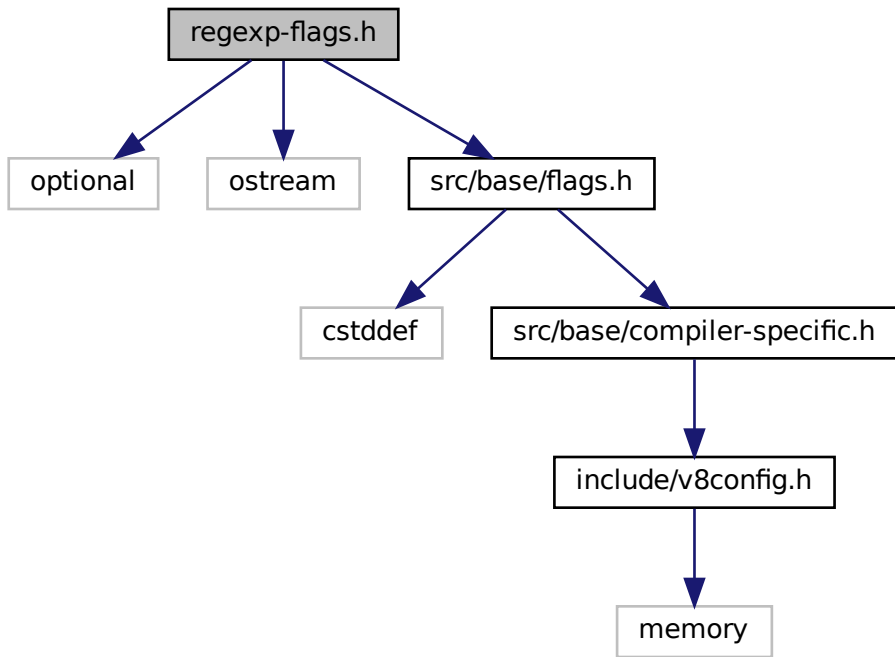 regexp-flags.h
optional
ostream
src/base/flags.h
cstddef
src/base/compiler-specific.h
include/v8config.h
memory